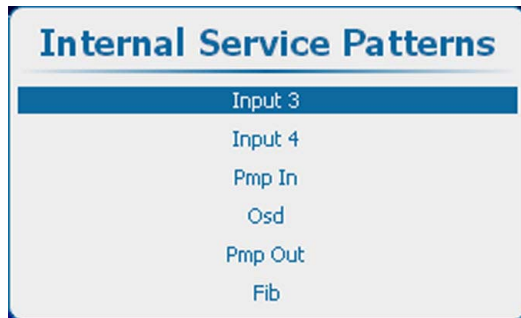 Internal Service Patterns
Input 3
Input 4
Pmp In
Osd
Pmp Out
Fib